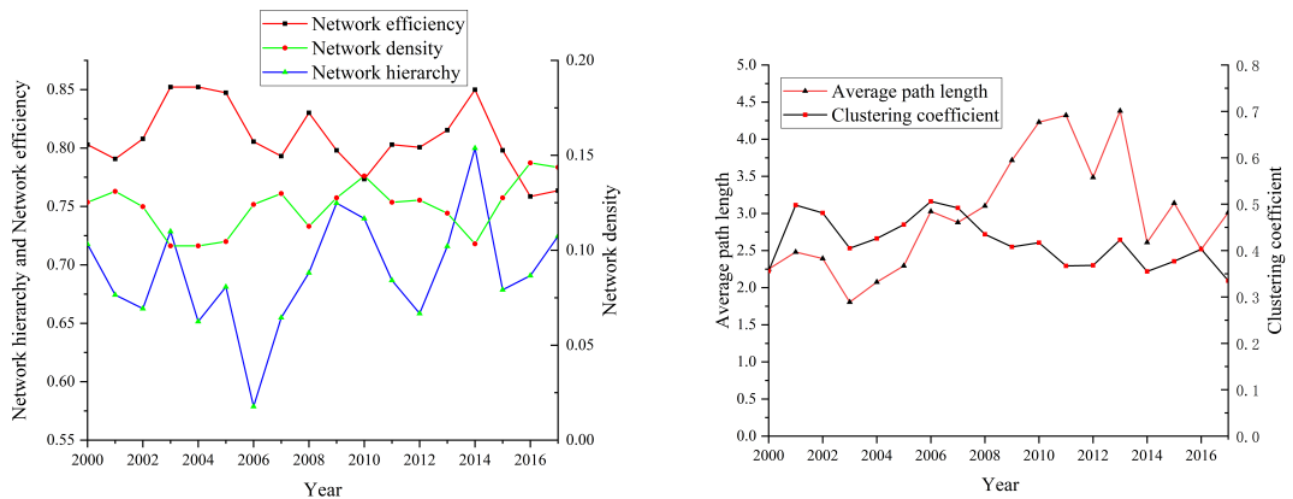 Network efficiency
Network density
Network hierarchy
Network hierarchy and Network efficiency
0.85
0.80
0.75
0.70
0.65
0.60
0.55
0.20
0.15
0.10
0.05
0.00
Network density
2000 2002 2004 2006 2008 2010 2012 2014 2016
Year
Average path length
Clustering coefficient
Average path length
5.0
4.5
4.0
3.5
3.0
2.5
2.0
1.5
1.0
0.5
0.0
0.8
0.7
0.6
0.5
0.4
0.3
0.2
0.1
0.0
Clustering coefficient
2000 2002 2004 2006 2008 2010 2012 2014 2016
Year